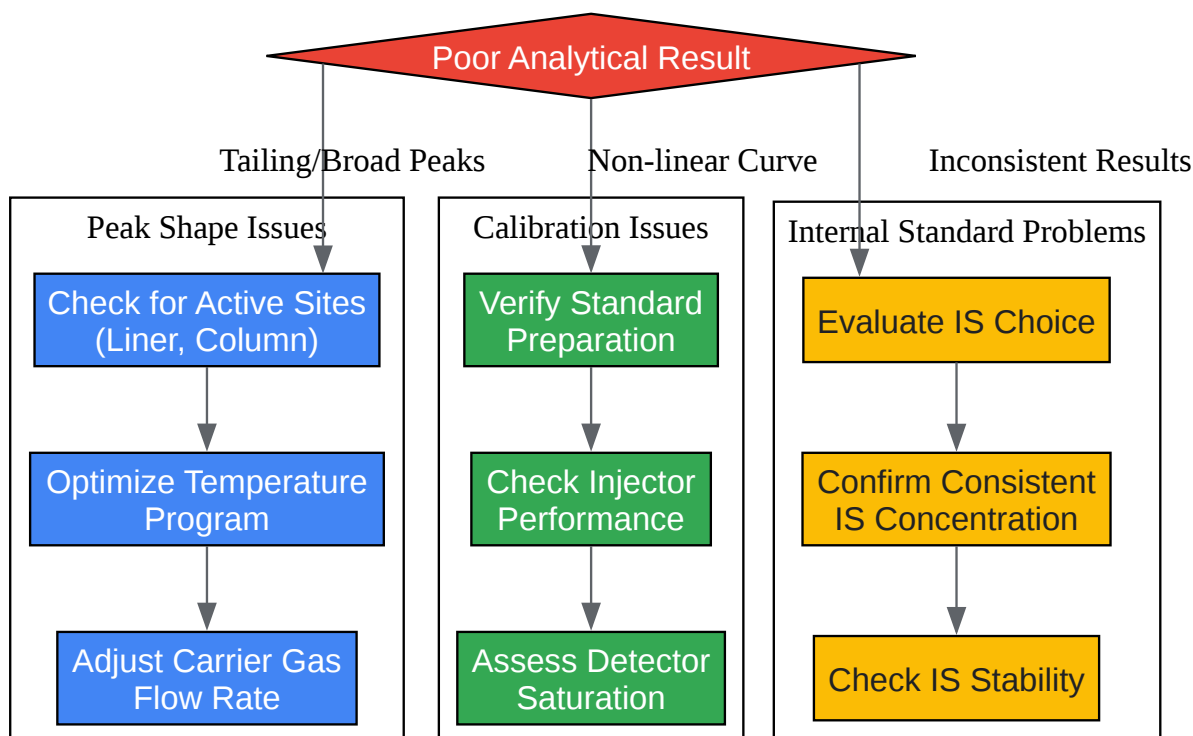 Poor Analytical Result
Tailing/Broad Peaks
Non-linear Curve
Inconsistent Results
Peak Shape Issues
Check for Active Sites
(Liner, Column)
Optimize Temperature
Program
Adjust Carrier Gas
Flow Rate
Calibration Issues
Verify Standard
Preparation
Check Injector
Performance
Assess Detector
Saturation
Internal Standard Problems
Evaluate IS Choice
Confirm Consistent
IS Concentration
Check IS Stability